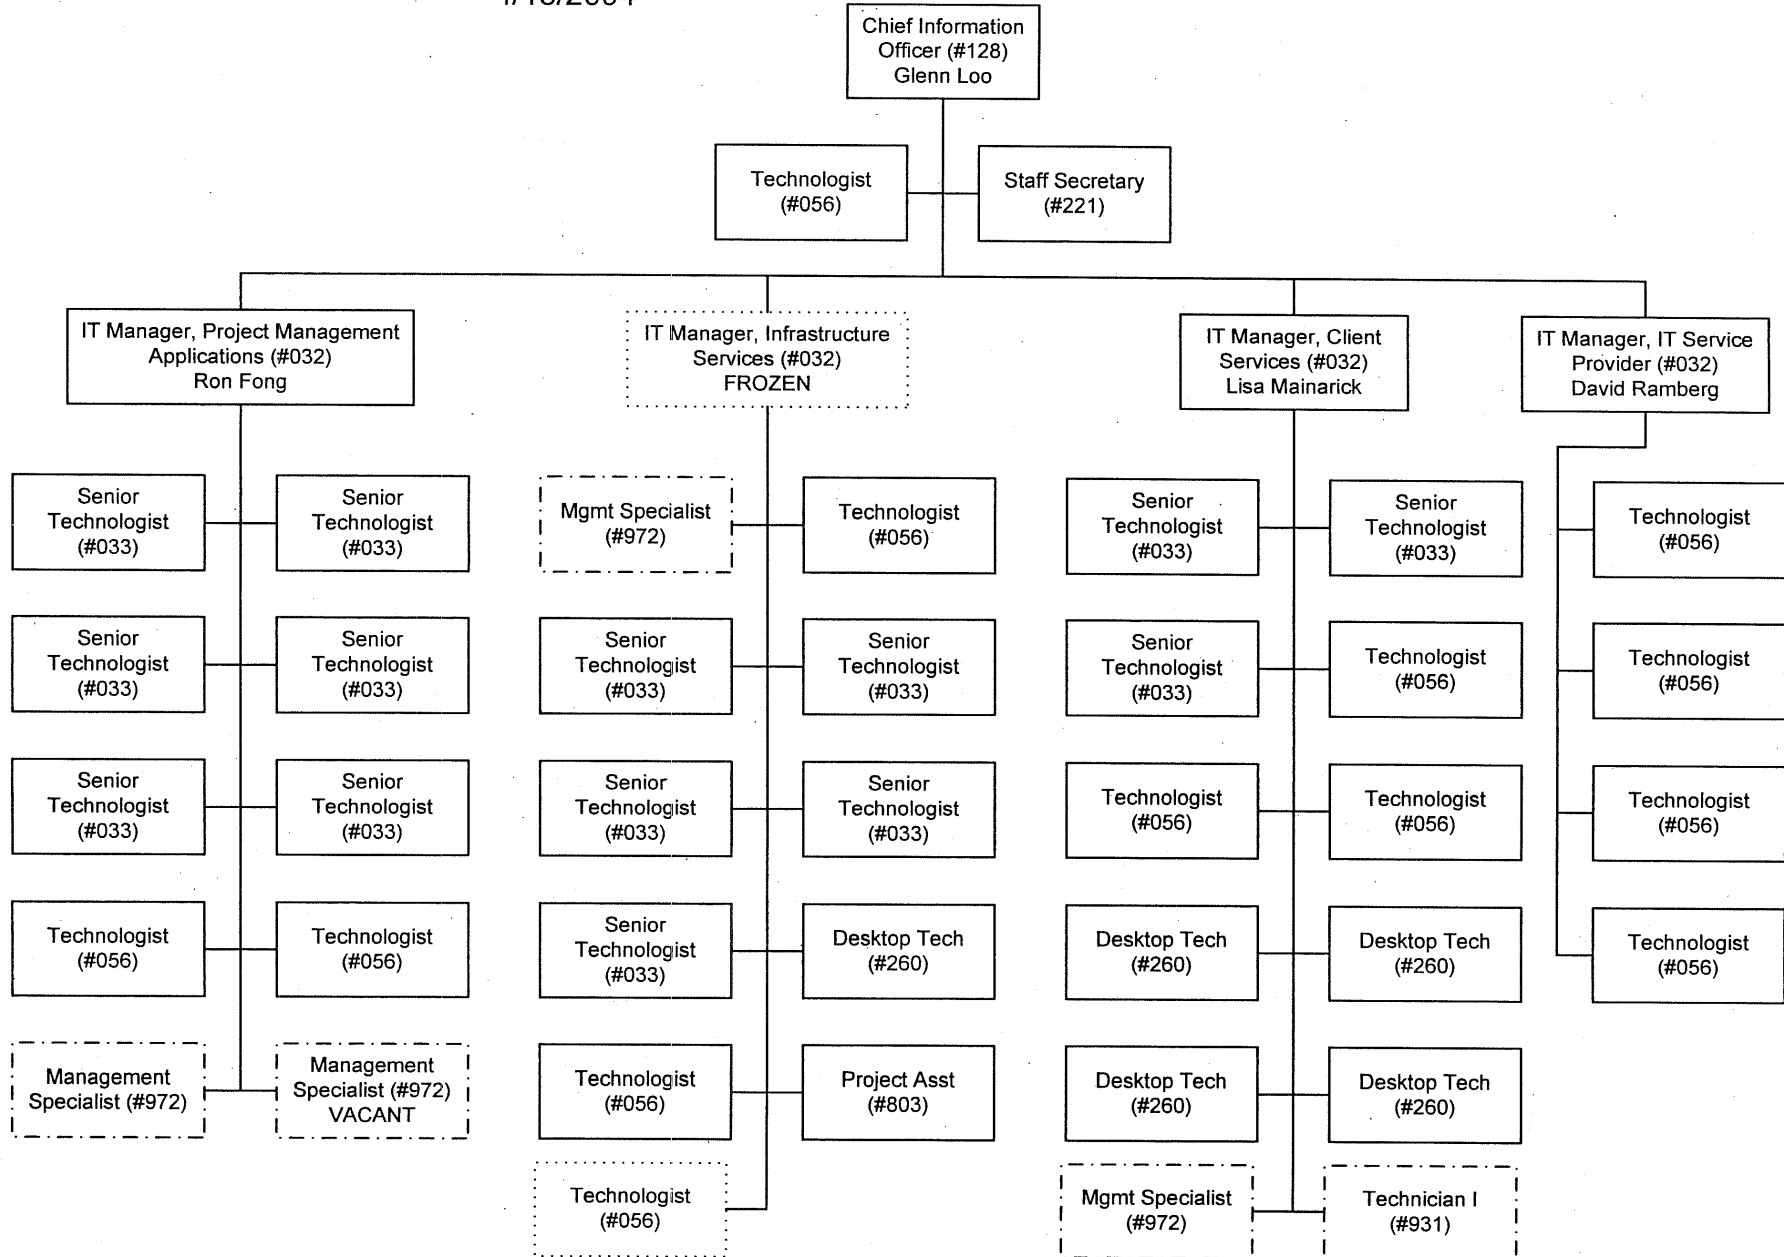 Chief Information
Officer (#128)
Glenn Loo
Technologist
(#056)
Staff Secretary
(#221)
IT Manager, Project Management
Applications (#032)
Ron Fong
IT Manager, Infrastructure
Services (#032)
FROZEN
IT Manager, Client
Services (#032)
Lisa Mainarick
IT Manager, IT Service
Provider (#032)
David Ramberg
Senior
Technologist
(#033)
Senior
Technologist
(#033)
Mgmt Specialist
(#972)
Technologist
(#056)
Senior
Technologist
(#033)
Senior
Technologist
(#033)
Technologist
(#056)
Senior
Technologist
(#033)
Senior
Technologist
(#033)
Senior
Technologist
(#033)
Senior
Technologist
(#033)
Senior
Technologist
(#033)
Technologist
(#056)
Technologist
(#056)
Senior
Technologist
(#033)
Senior
Technologist
(#033)
Senior
Technologist
(#033)
Senior
Technologist
(#033)
Technologist
(#056)
Technologist
(#056)
Technologist
(#056)
Technologist
(#056)
Technologist
(#056)
Senior
Technologist
(#033)
Desktop Tech
(#260)
Desktop Tech
(#260)
Desktop Tech
(#260)
Technologist
(#056)
Management
Specialist (#972)
Management
Specialist (#972)
VACANT
Technologist
(#056)
Project Asst
(#803)
Desktop Tech
(#260)
Desktop Tech
(#260)
Technologist
(#056)
Mgmt Specialist
(#972)
Technician I
(#931)